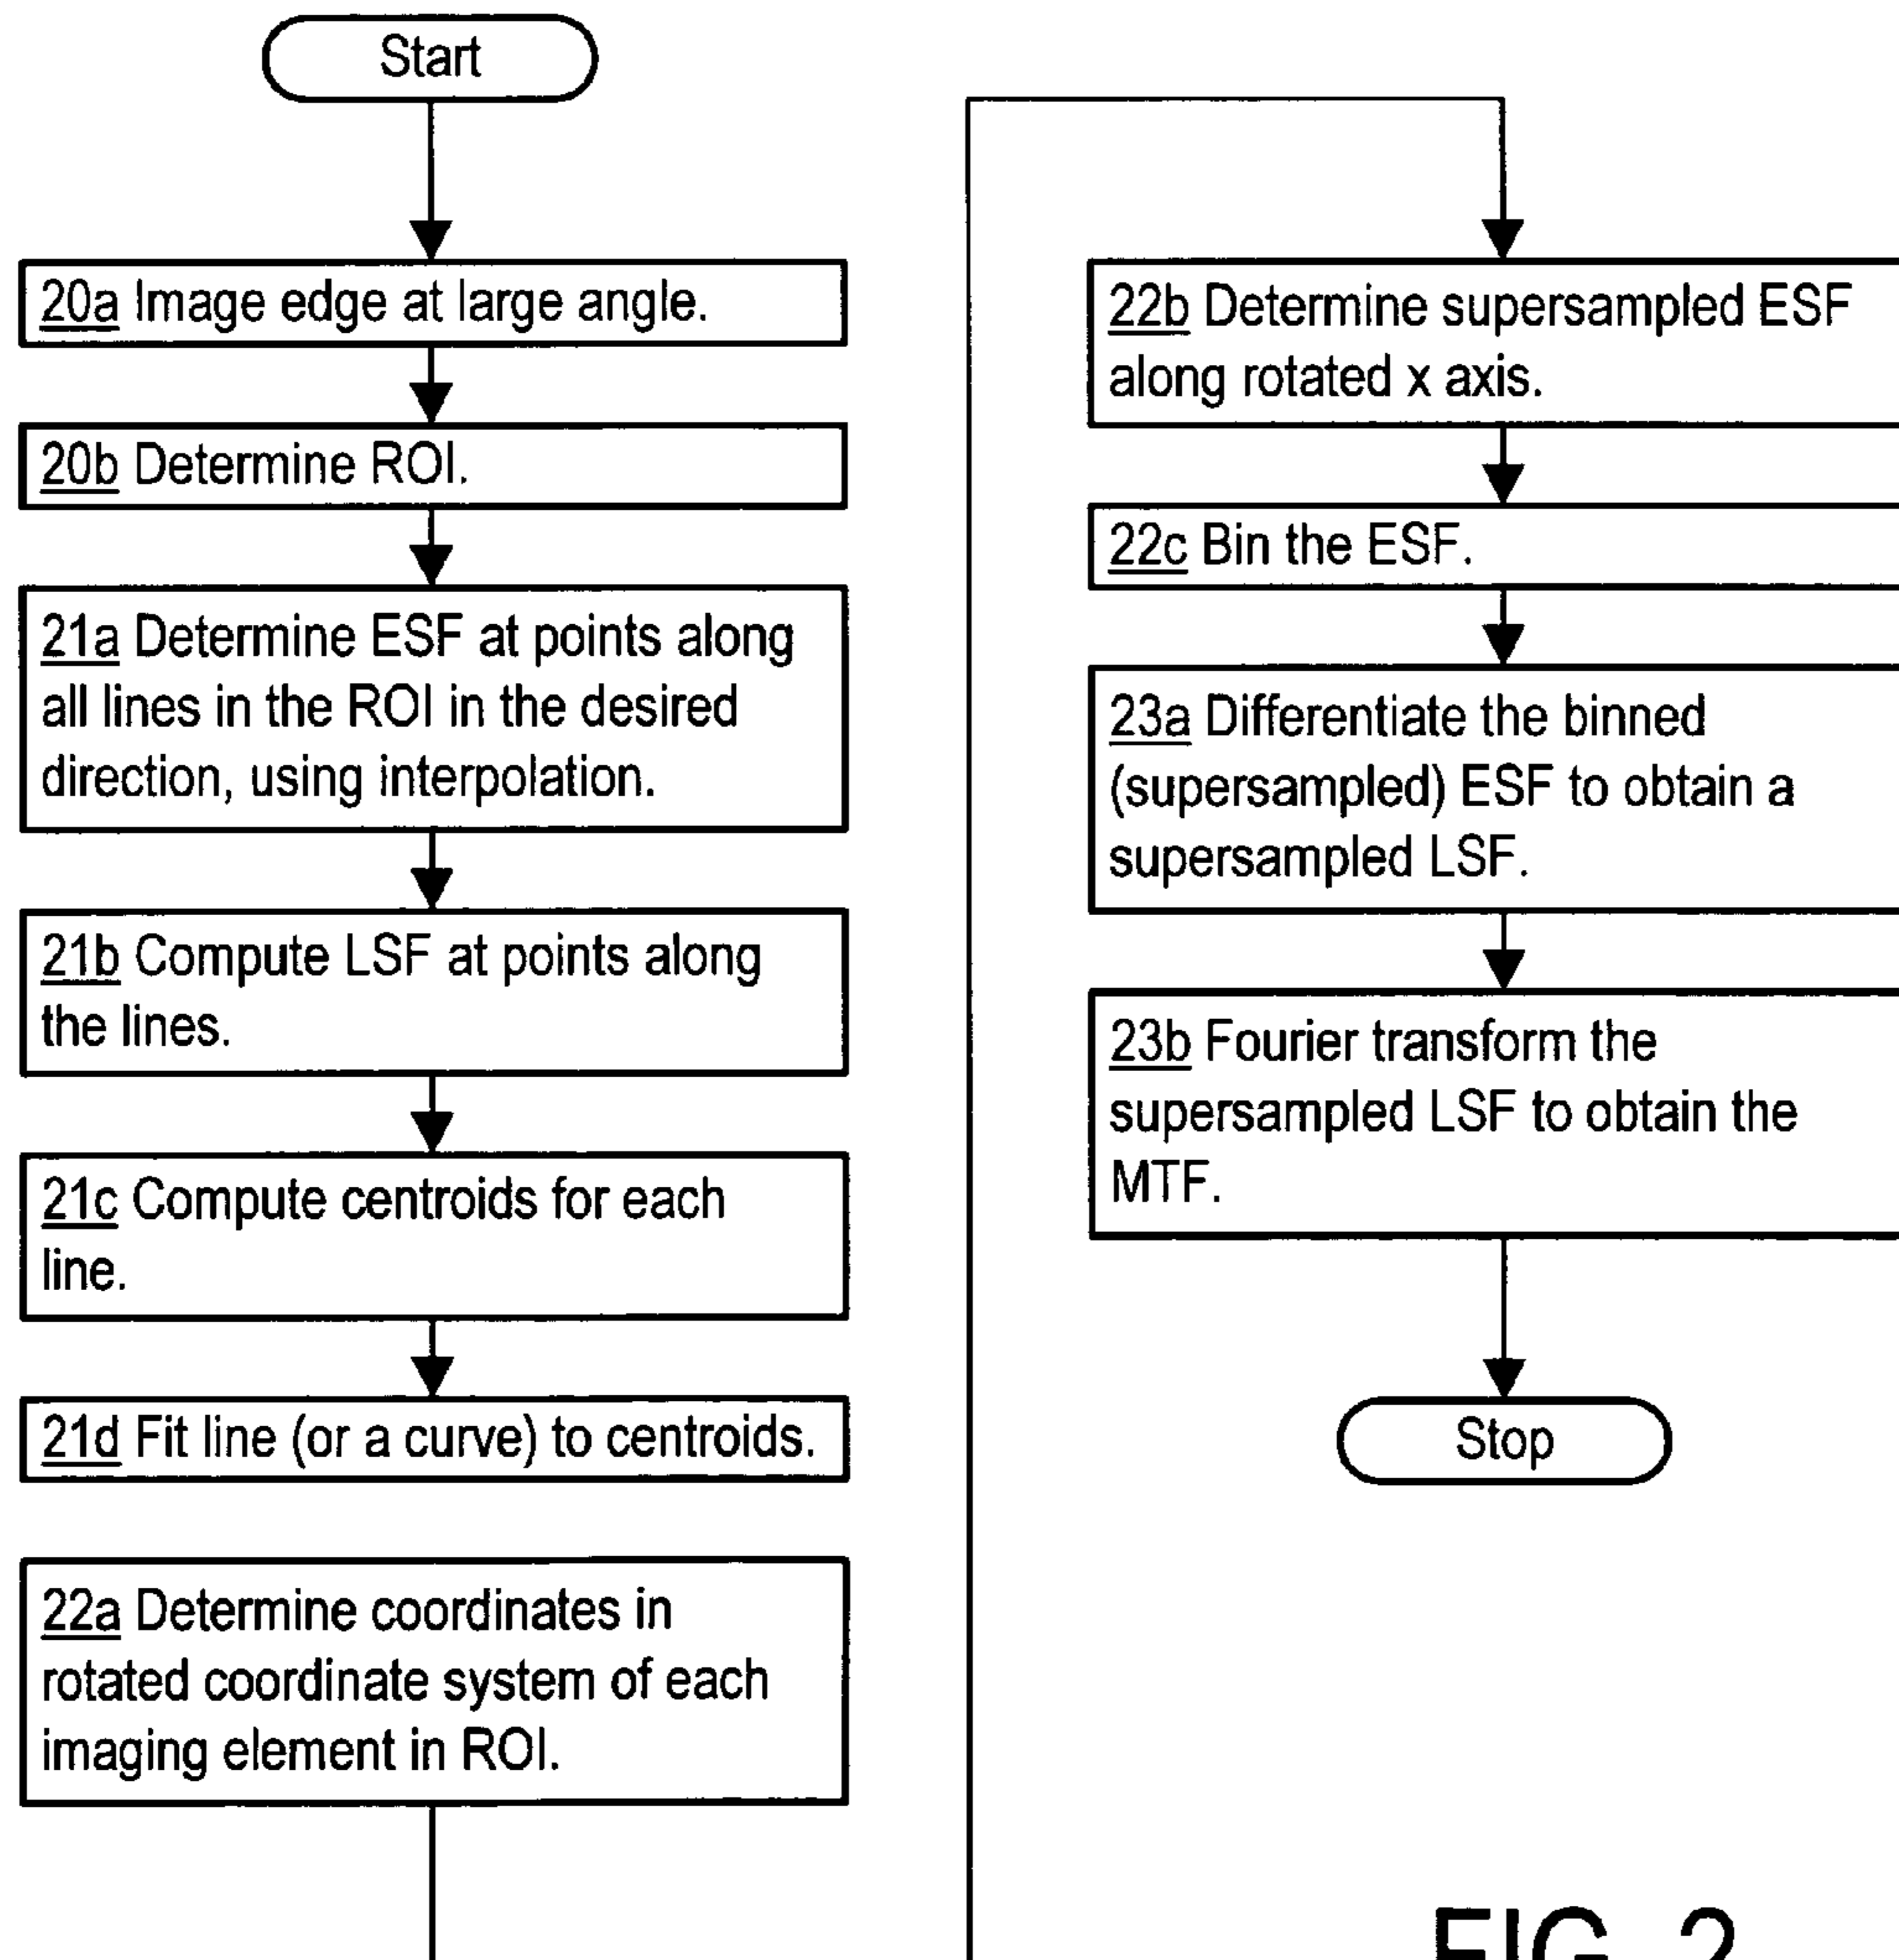 Start
20a Image edge at large angle.
20b Determine ROI.
21a Determine ESF at points along
all lines in the ROI in the desired
direction, using interpolation.
21b Compute LSF at points along
the lines.
21c Compute centroids for each
line.
21d Fit line (or a curve) to centroids.
22a Determine coordinates in
rotated coordinate system of each
imaging element in ROI.
22b Determine supersampled ESF
along rotated x axis.
22c Bin the ESF.
23a Differentiate the binned
(supersampled) ESF to obtain a
supersampled LSF.
23b Fourier transform the
supersampled LSF to obtain the
MTF.
Stop
FIG. 2